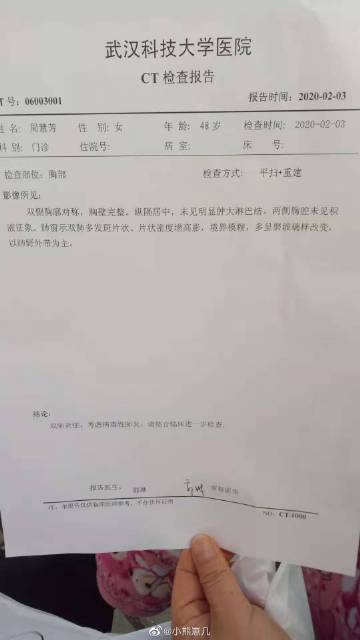 武汉科技大学医院
CT 检查报告
T 号：06003001 报告时间：2020-02-03
姓 名：周慧芳 性 别：女 年 龄：48岁 检查时间：2020-02-03
科 别：门诊 住院号： 病 室： 床 号：
检查部位：胸部 检查方式：平扫+重建
影像所见：
双侧胸廓对称，胸壁完整。纵隔居中，未见明显肿大淋巴结。两侧胸腔未见积
液征象。肺窗示双肺多发斑片状、片状密度增高影，境界模糊，多呈磨玻璃样改变，
以肺野外带为主。
结论：
双肺炎症，考虑病毒性肺炎，请结合临床进一步检查。
报告医生： 审核医生
注：本报告仅供临床医师参考，不作任何证明 NO：CT-1000
@小熊惠几